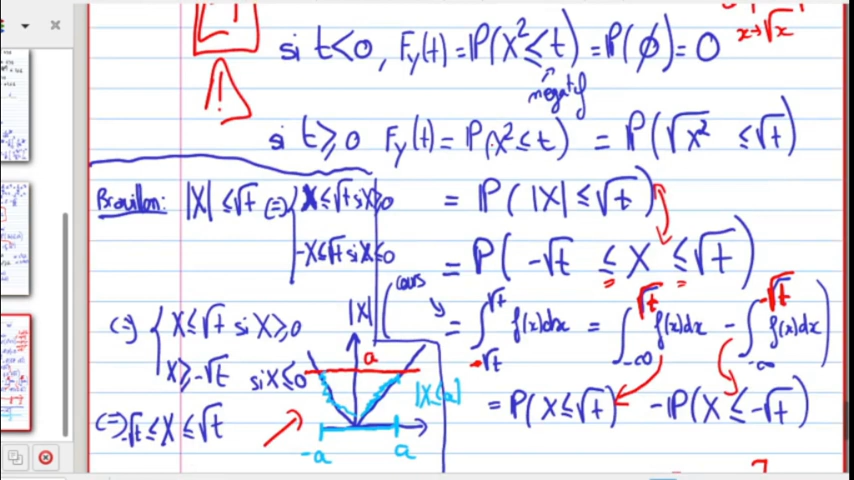 x→√x
si t<0, F_Y(t) = P(X² ≤ t) = P(∅) = 0
négatif
si t≥0 F_Y(t) = P(X² ≤ t) = P(√X² ≤ √t)
Brouillon: |X| ≤ √t (=) { X ≤ √t si X ≥ 0
-X ≤ √t si X ≤ 0
= P(|X| ≤ √t)
= P(-√t ≤ X ≤ √t)
(=) { X ≤ √t si X ≥ 0
X ≥ -√t si X ≤ 0
(=) -√t ≤ X ≤ √t
|X|
a
|X| ≤ a
-a a
(cours = ∫_{-√t}^{√t} f(x)dx = ∫_{-∞}^{√t} f(x)dx - ∫_{-∞}^{-√t} f(x)dx)
= P(X ≤ √t) - P(X ≤ -√t)